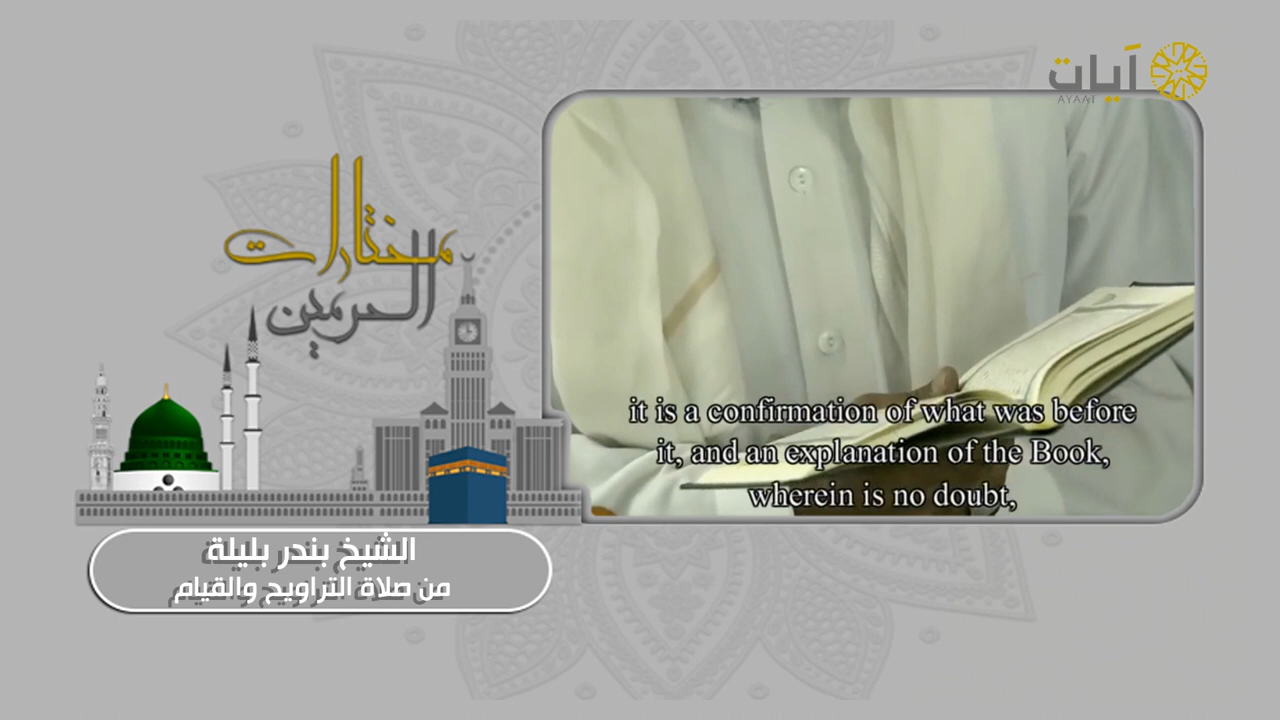 آيات
AYAAT
مختارات
الحرمين
it is a confirmation of what was before
it, and an explanation of the Book,
wherein is no doubt,
الشيخ بندر بليلة
من صلاة التراويح والقيام